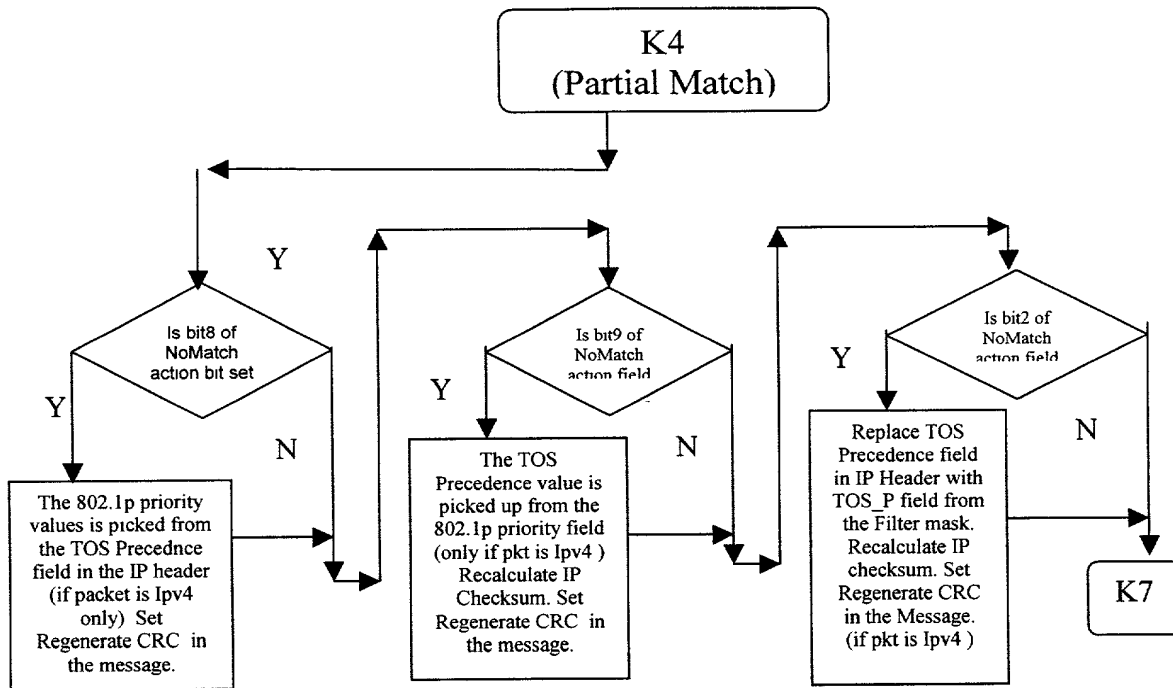 K4
(Partial Match)
Y
Is bit8 of
NoMatch
action bit set
Y
N
The 802.1p priority
values is picked from
the TOS Precednce
field in the IP header
(if packet is Ipv4
only) Set
Regenerate CRC in
the message.
Is bit9 of
NoMatch
action field
Y
N
The TOS
Precedence value is
picked up from the
802.1p priority field
(only if pkt is Ipv4 )
Recalculate IP
Checksum. Set
Regenerate CRC in
the message.
Is bit2 of
NoMatch
action field
Y
N
Replace TOS
Precedence field
in IP Header with
TOS_P field from
the Filter mask.
Recalculate IP
checksum. Set
Regenerate CRC
in the Message.
(if pkt is Ipv4 )
K7